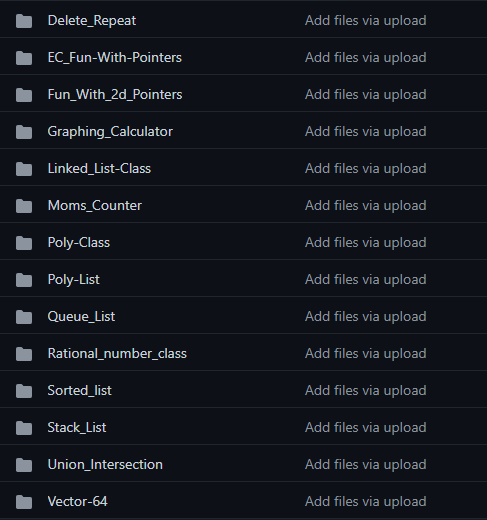 Delete_Repeat Add files via upload
EC_Fun-With-Pointers Add files via upload
Fun_With_2d_Pointers Add files via upload
Graphing_Calculator Add files via upload
Linked_List-Class Add files via upload
Moms_Counter Add files via upload
Poly-Class Add files via upload
Poly-List Add files via upload
Queue_List Add files via upload
Rational_number_class Add files via upload
Sorted_list Add files via upload
Stack_List Add files via upload
Union_Intersection Add files via upload
Vector-64 Add files via upload